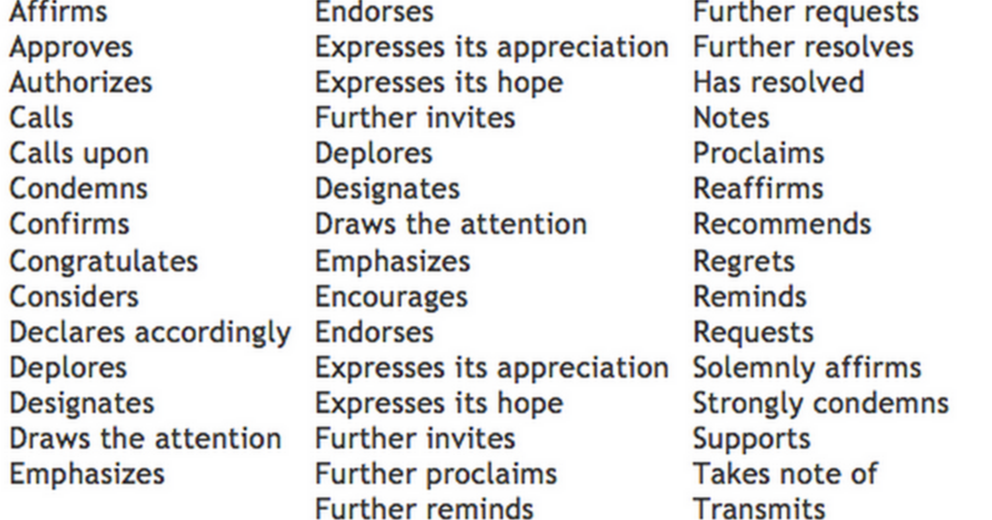 Affirms
Approves
Authorizes
Calls
Calls upon
Condemns
Confirms
Congratulates
Considers
Declares accordingly
Deplores
Designates
Draws the attention
Emphasizes
Endorses
Expresses its appreciation
Expresses its hope
Further invites
Deplores
Designates
Draws the attention
Emphasizes
Encourages
Endorses
Expresses its appreciation
Expresses its hope
Further invites
Further proclaims
Further reminds
Further requests
Further resolves
Has resolved
Notes
Proclaims
Reaffirms
Recommends
Regrets
Reminds
Requests
Solemnly affirms
Strongly condemns
Supports
Takes note of
Transmits